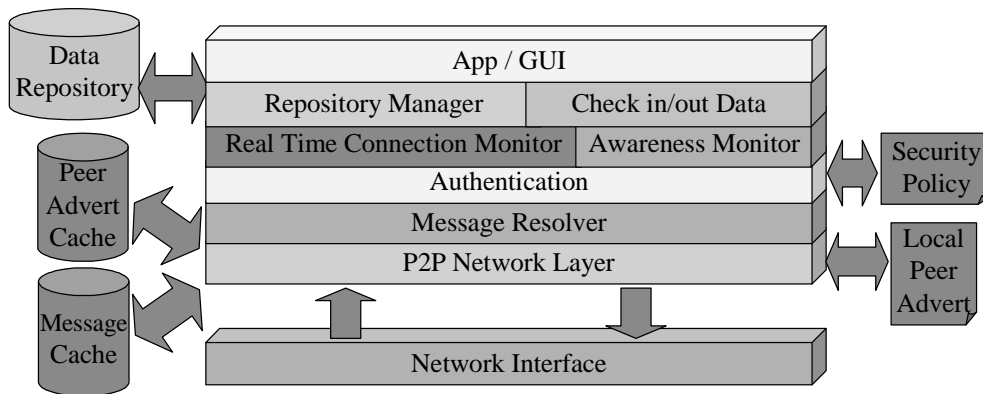 Data
Repository
App / GUI
Repository Manager
Check in/out Data
Real Time Connection Monitor
Awareness Monitor
Security
Policy
Peer
Advert
Cache
Authentication
Message Resolver
P2P Network Layer
Local
Peer
Advert
Message
Cache
Network Interface